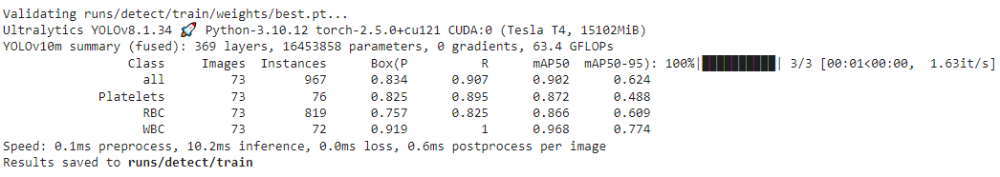 Validating runs/detect/train/weights/best.pt...
Ultralytics YOLOv8.1.34 🚀 Python-3.10.12 torch-2.5.0+cu121 CUDA:0 (Tesla T4, 15102MiB)
YOLOv10m summary (fused): 369 layers, 16453858 parameters, 0 gradients, 63.4 GFLOPs
Class Images Instances Box(P R mAP50 mAP50-95): 100%|██████████| 3/3 [00:01<00:00, 1.63it/s]
all 73 967 0.834 0.907 0.902 0.624
Platelets 73 76 0.825 0.895 0.872 0.488
RBC 73 819 0.757 0.825 0.866 0.609
WBC 73 72 0.919 1 0.968 0.774
Speed: 0.1ms preprocess, 10.2ms inference, 0.0ms loss, 0.6ms postprocess per image
Results saved to runs/detect/train